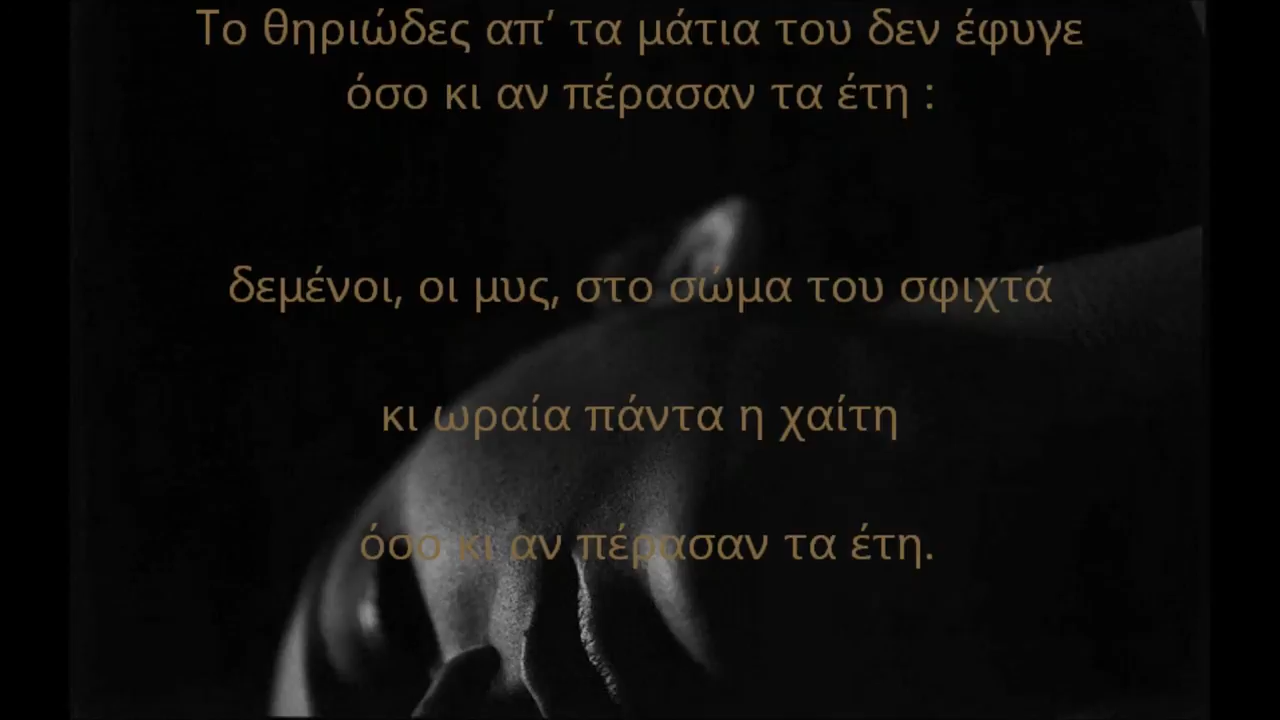 Το θηριώδες απ’ τα μάτια του δεν έφυγε
όσο κι αν πέρασαν τα έτη :
δεμένοι, οι μυς, στο σώμα του σφιχτά
κι ωραία πάντα η χαίτη
όσο κι αν πέρασαν τα έτη.